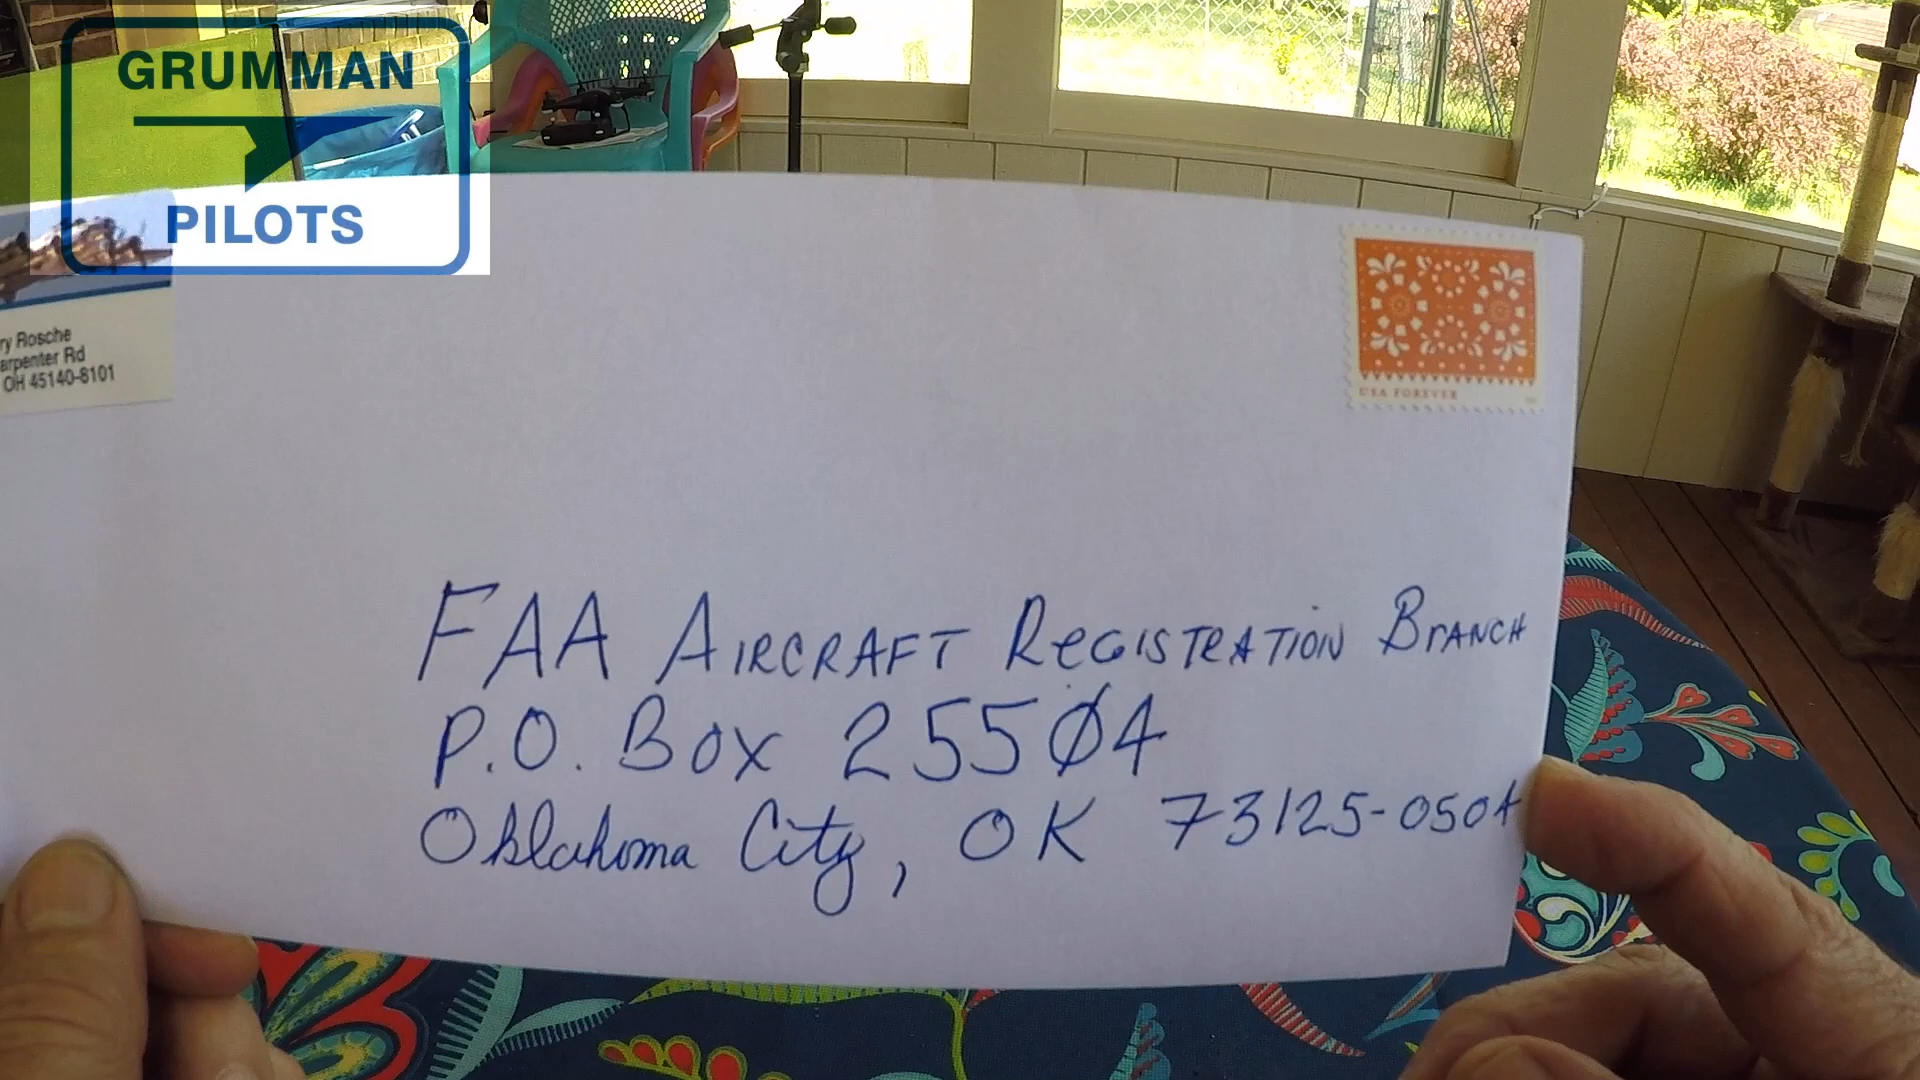 GRUMMAN
PILOTS
Rosche
Rd
OH 45140-8101
USA FOREVER
FAA AIRCRAFT REGISTRATION BRANCH
P.O. Box 25504
Oklahoma City, OK 73125-0504